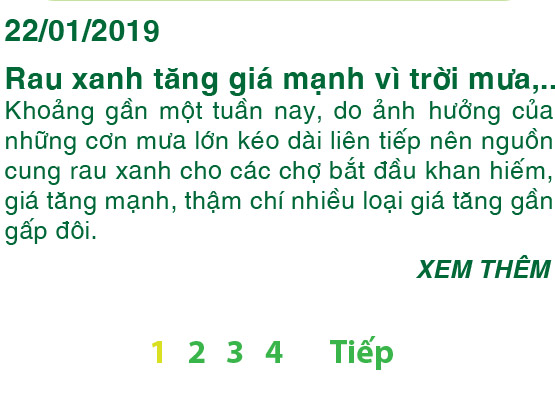 22/01/2019
Rau xanh tăng giá mạnh vì trời mưa,..
Khoảng gần một tuần nay, do ảnh hưởng của
những cơn mưa lớn kéo dài liên tiếp nên nguồn
cung rau xanh cho các chợ bắt đầu khan hiếm,
giá tăng mạnh, thậm chí nhiều loại giá tăng gần
gấp đôi.
XEM THÊM
1 2 3 4 Tiếp